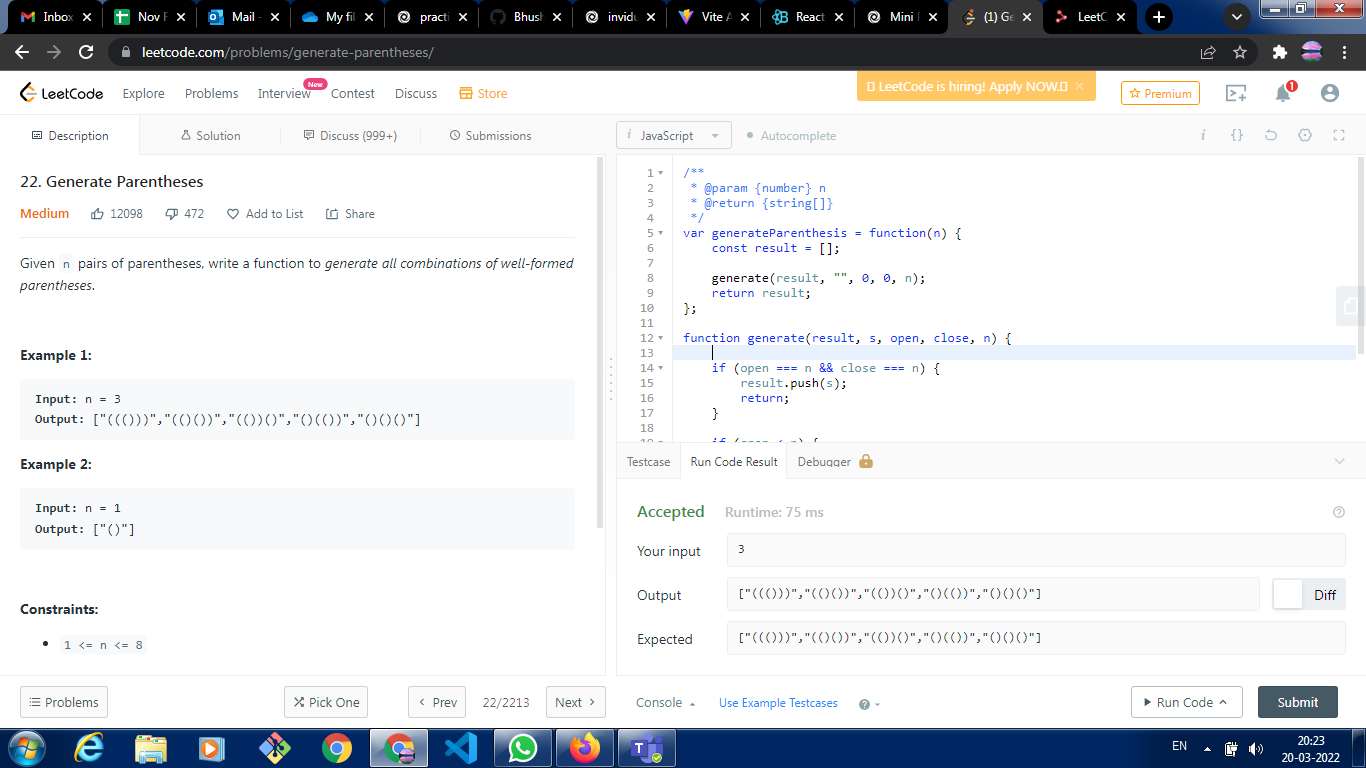 Inbox
Nov F
Mail -
My fil
practi
Bhush
invidu
Vite A
React
Mini
(1) Ge
LeetC
leetcode.com/problems/generate-parentheses/
LeetCode
Explore
Problems
Interview
New
Contest
Discuss
Store
LeetCode is hiring! Apply NOW.
Premium
1
Description
Solution
Discuss (999+)
Submissions
i JavaScript
Autocomplete
22. Generate Parentheses
Medium
12098
472
Add to List
Share
Given n pairs of parentheses, write a function to generate all combinations of well-formed
parentheses.
Example 1:
Input: n = 3
Output: ["((()))","(()())","(())()","()(())","()()()"]
Example 2:
Input: n = 1
Output: ["()"]
Constraints:
1 <= n <= 8
1 /**
2 * @param {number} n
3 * @return {string[]}
4 */
5 var generateParenthesis = function(n) {
6 const result = [];
7
8 generate(result, "", 0, 0, n);
9 return result;
10 };
11
12 function generate(result, s, open, close, n) {
13
14 if (open === n && close === n) {
15 result.push(s);
16 return;
17 }
18
19 if (open < n) {
Testcase
Run Code Result
Debugger
Accepted
Runtime: 75 ms
Your input
3
Output
["((()))","(()())","(())()","()(())","()()()"]
Diff
Expected
["((()))","(()())","(())()","()(())","()()()"]
Problems
Pick One
Prev
22/2213
Next
Console
Use Example Testcases
Run Code
Submit
EN
20:23
20-03-2022